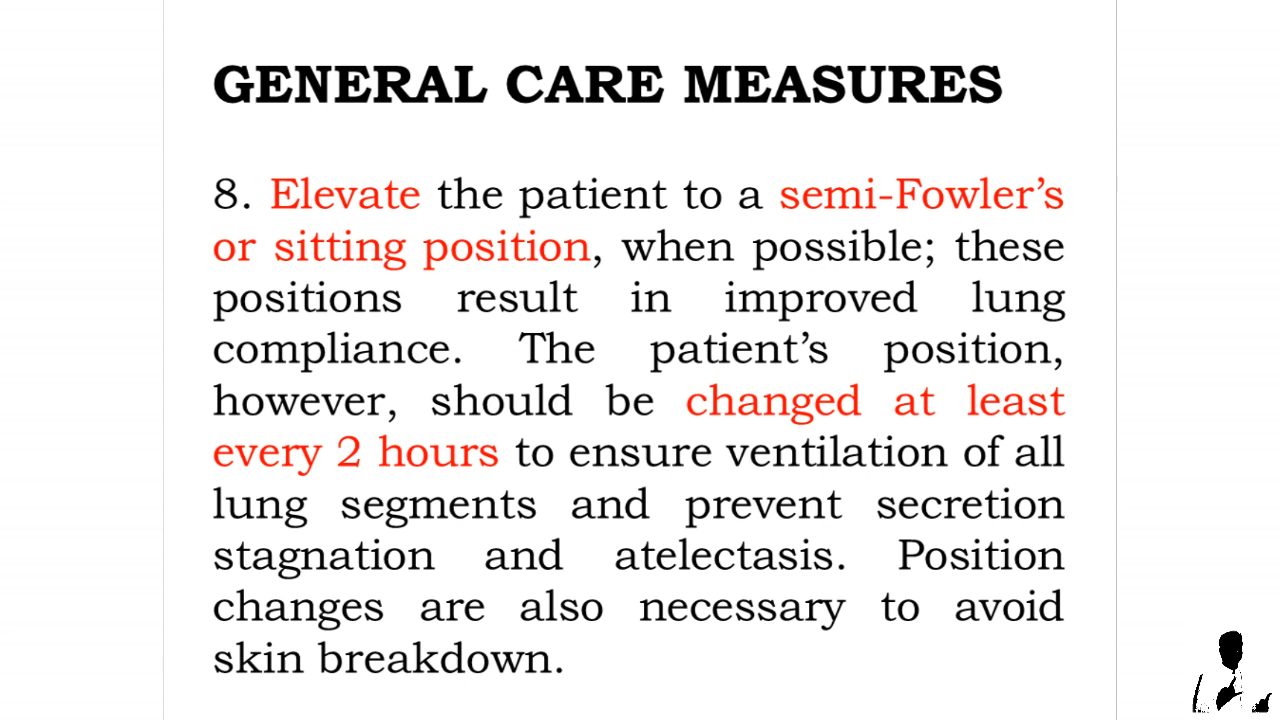 GENERAL CARE MEASURES
8. Elevate the patient to a semi-Fowler’s
or sitting position, when possible; these
positions result in improved lung
compliance. The patient’s position,
however, should be changed at least
every 2 hours to ensure ventilation of all
lung segments and prevent secretion
stagnation and atelectasis. Position
changes are also necessary to avoid
skin breakdown.